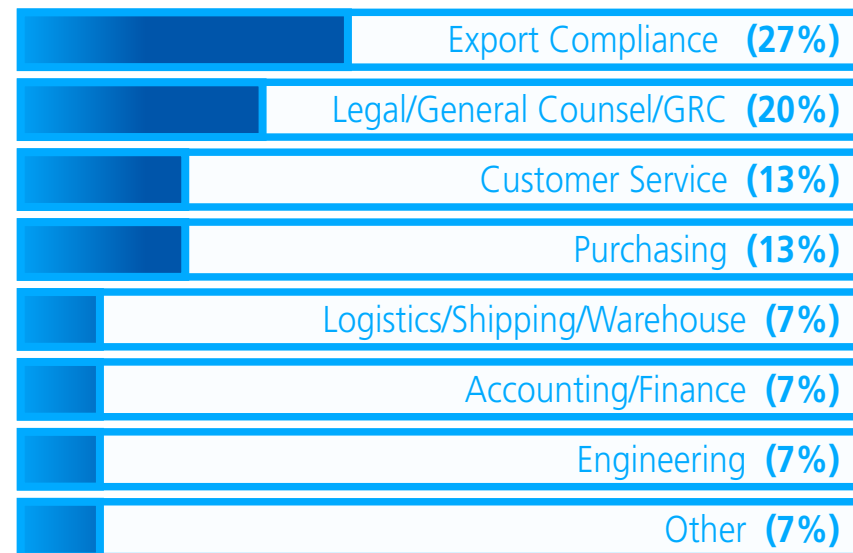 Export Compliance (27%)
Legal/General Counsel/GRC (20%)
Customer Service (13%)
Purchasing (13%)
Logistics/Shipping/Warehouse (7%)
Accounting/Finance (7%)
Engineering (7%)
Other (7%)